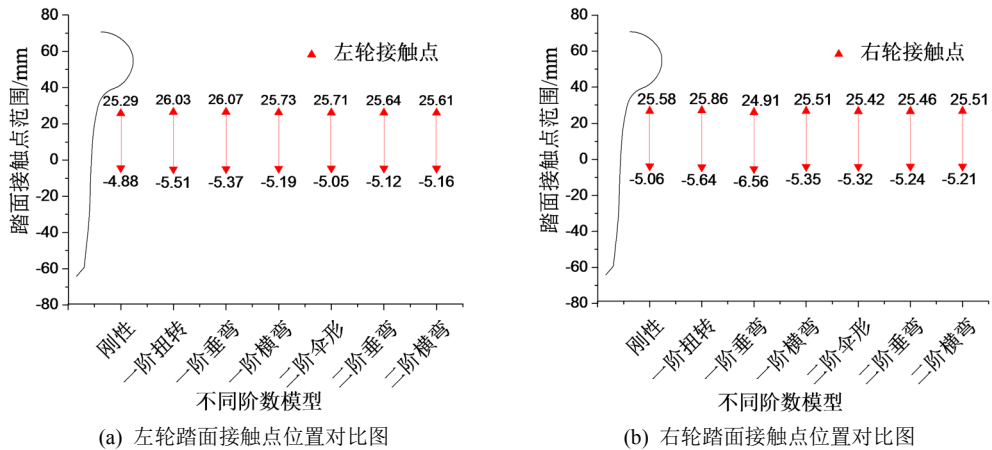 80
60
40
20
0
-20
-40
-60
-80
踏面接触点范围/mm
左轮接触点
25.29 26.03 26.07 25.73 25.71 25.64 25.61
-4.88 -5.51 -5.37 -5.19 -5.05 -5.12 -5.16
刚性 一阶扭转 一阶垂弯 一阶横弯 二阶伞形 二阶垂弯 二阶横弯
不同阶数模型
(a) 左轮踏面接触点位置对比图
80
60
40
20
0
-20
-40
-60
-80
踏面接触点范围/mm
右轮接触点
25.58 25.86 24.91 25.51 25.42 25.46 25.51
-5.06 -5.64 -6.56 -5.35 -5.32 -5.24 -5.21
刚性 一阶扭转 一阶垂弯 一阶横弯 二阶伞形 二阶垂弯 二阶横弯
不同阶数模型
(b) 右轮踏面接触点位置对比图